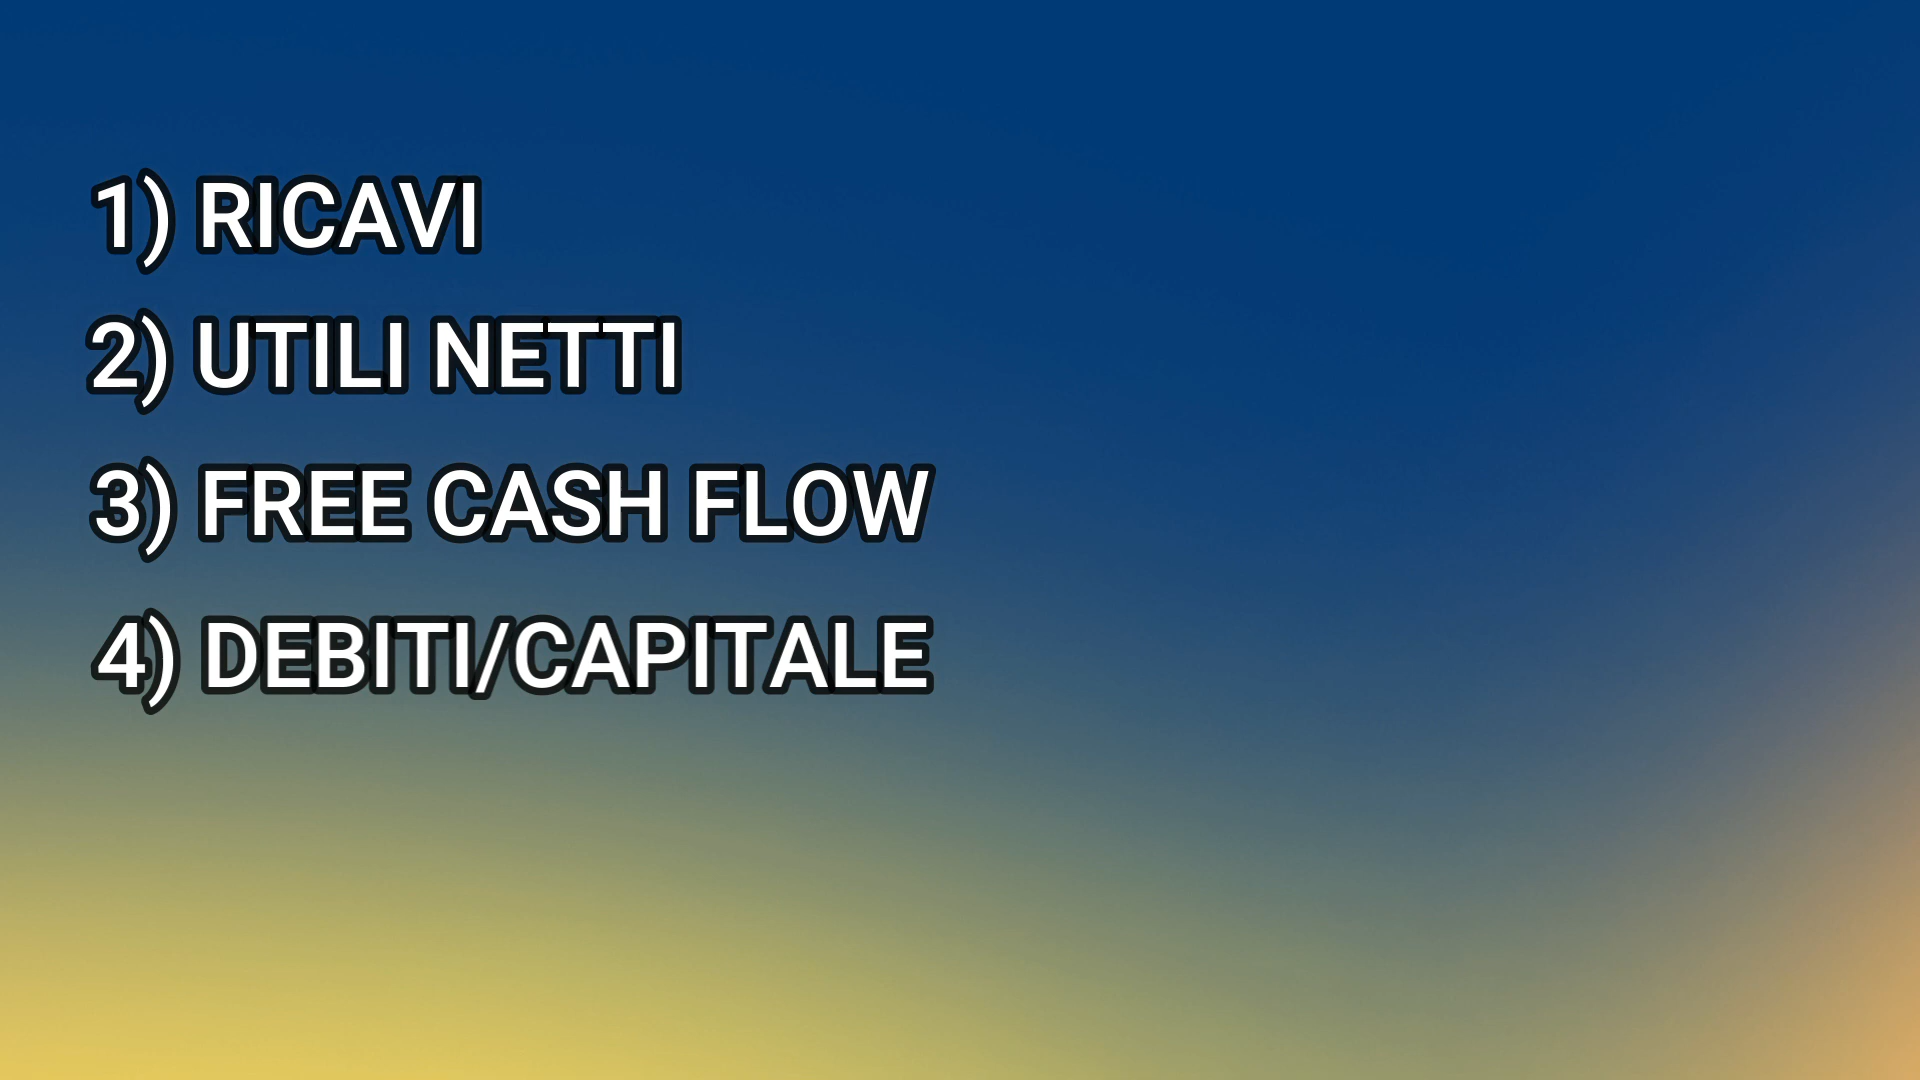 1) RICAVI
2) UTILI NETTI
3) FREE CASH FLOW
4) DEBITI/CAPITALE